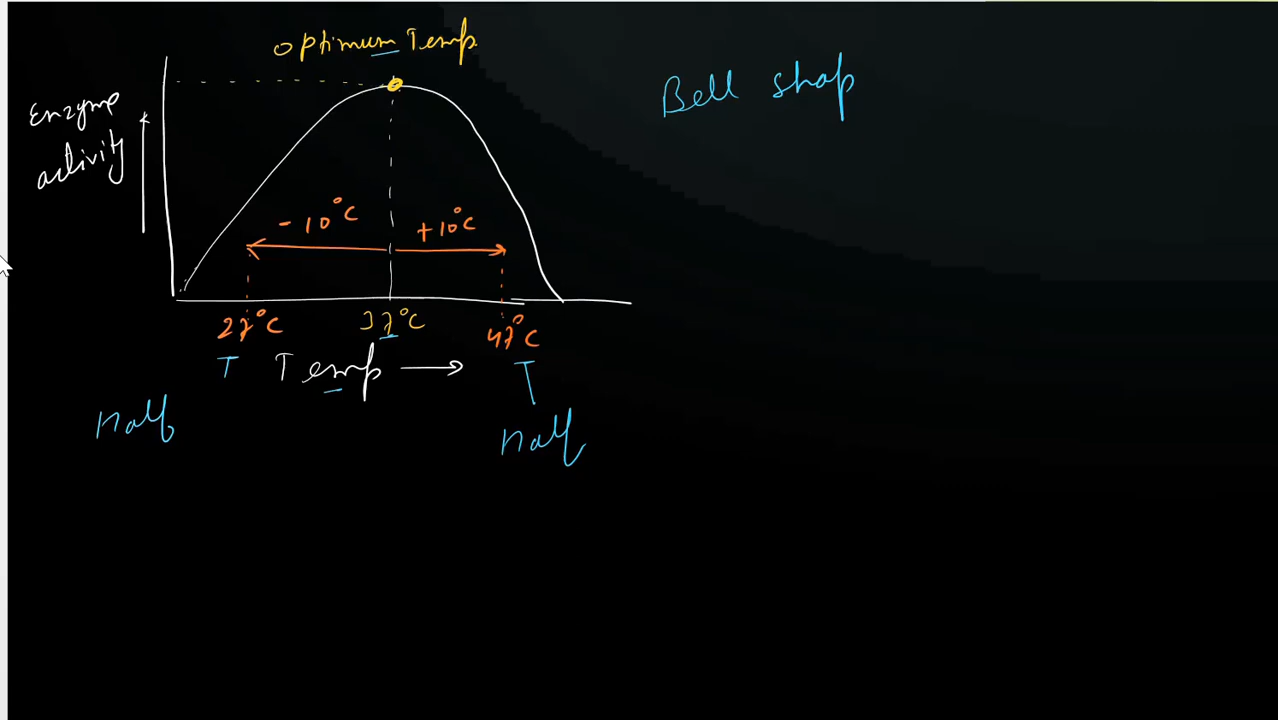 optimum Temp
Bell shap
Enzyme
activity
-10°C
+10°C
27°C
37°C
47°C
T
Temp
T
Half
Half